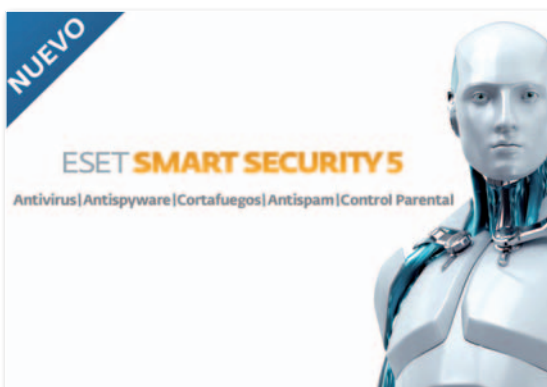 NUEVO
ESET SMART SECURITY 5
Antivirus|Antispyware|Cortafuegos|Antispam|Control Parental